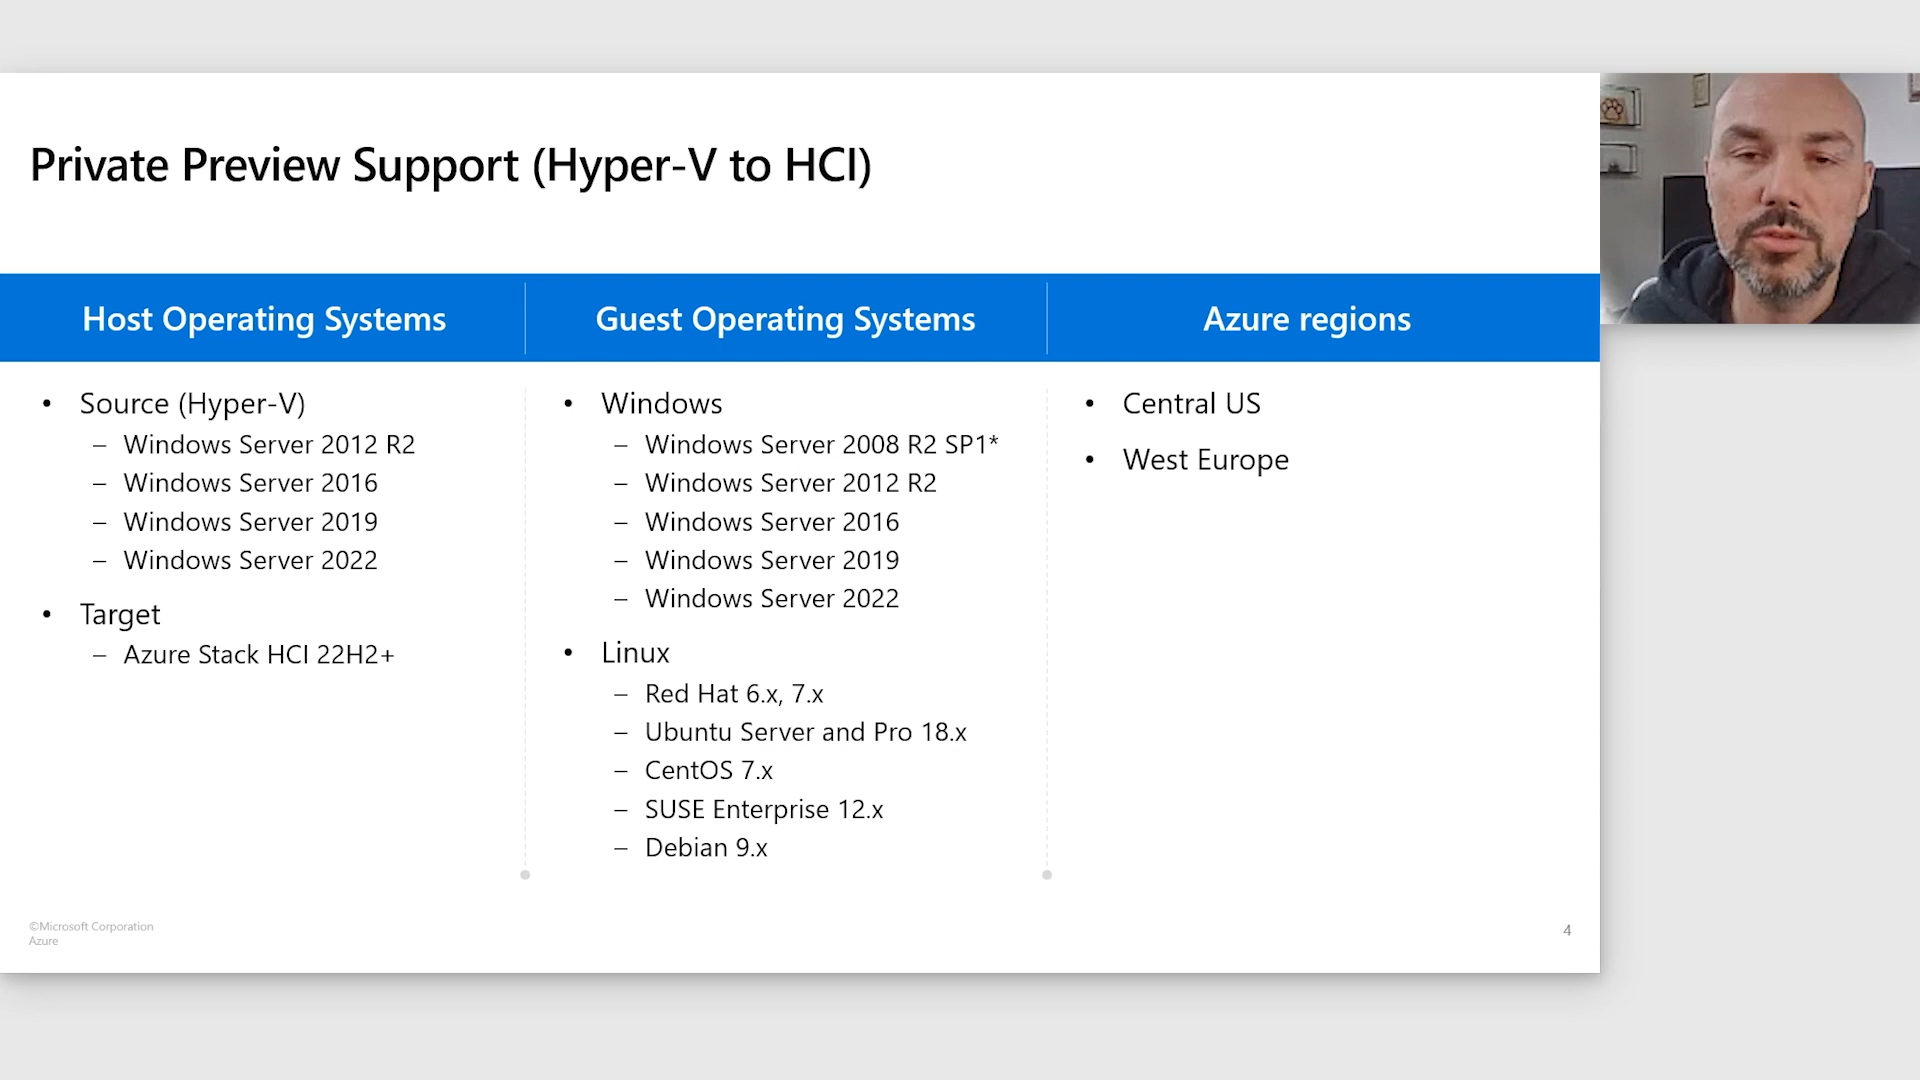 Private Preview Support (Hyper-V to HCI)
Host Operating Systems
• Source (Hyper-V)
– Windows Server 2012 R2
– Windows Server 2016
– Windows Server 2019
– Windows Server 2022
• Target
– Azure Stack HCI 22H2+
Guest Operating Systems
• Windows
– Windows Server 2008 R2 SP1*
– Windows Server 2012 R2
– Windows Server 2016
– Windows Server 2019
– Windows Server 2022
• Linux
– Red Hat 6.x, 7.x
– Ubuntu Server and Pro 18.x
– CentOS 7.x
– SUSE Enterprise 12.x
– Debian 9.x
Azure regions
• Central US
• West Europe
©Microsoft Corporation
Azure
4